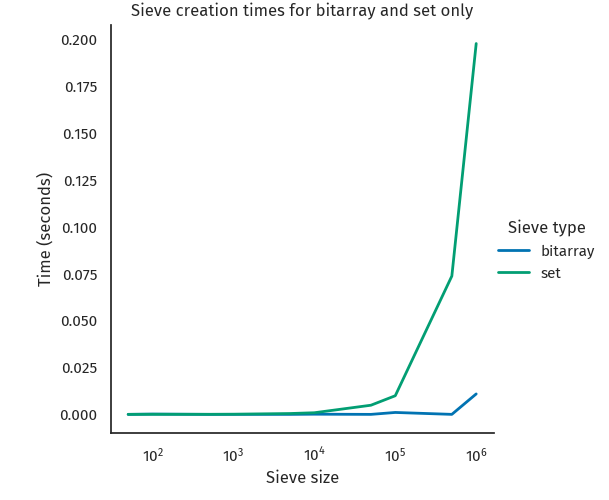 Sieve creation times for bitarray and set only
0.200
0.175
0.150
0.125
0.100
0.075
0.050
0.025
0.000
Time (seconds)
10²
10³
10⁴
10⁵
10⁶
Sieve size
Sieve type
bitarray
set